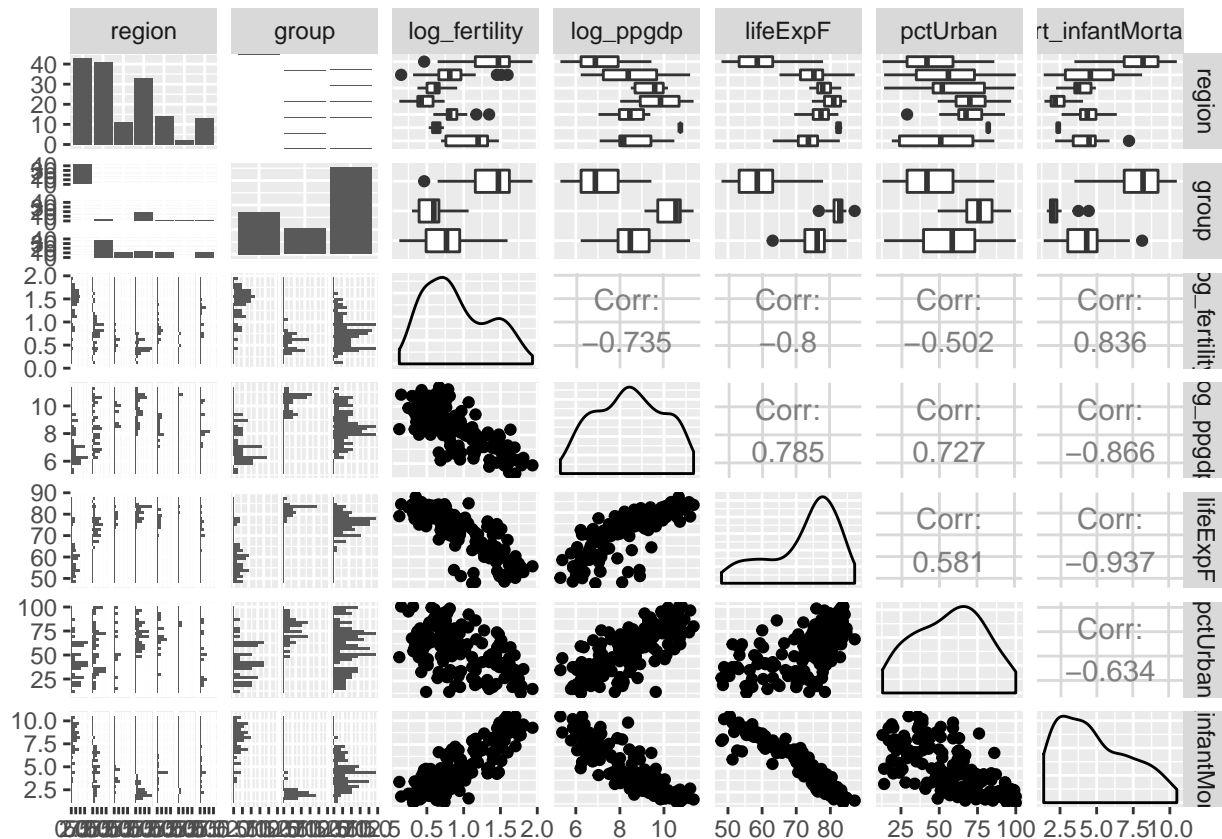 region group log_fertility log_ppgdp lifeExpF pctUrban rt_infantMorta
40
30
20
10
0
region
group
2.0
1.5
1.0
0.5
0.0
Corr: Corr: Corr: Corr:
−0.735 −0.8 −0.502 0.836
og_fertility
10
8
6
Corr: Corr: Corr:
0.785 0.727 −0.866
og_ppgdp
90
80
70
60
50
Corr: Corr:
0.581 −0.937
lifeExpF
100
75
50
25
Corr:
−0.634
pctUrban
10.0
7.5
5.0
2.5
infantMor
0.5 1.0 1.5 2.0 6 8 10 50 60 70 80 25 50 75 100 2.5 5.0 7.5 10.0